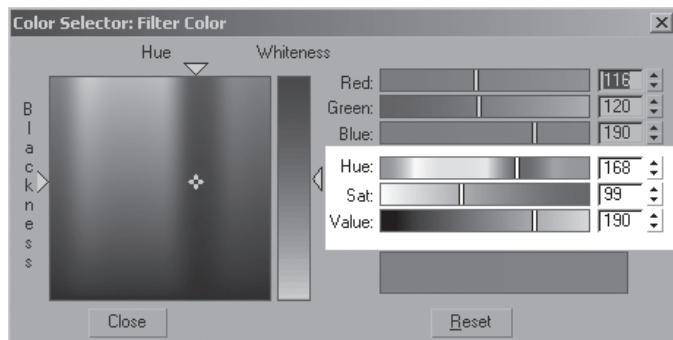 Color Selector: Filter Color
Hue Whiteness
Blackness
Red: 116
Green: 120
Blue: 190
Hue: 168
Sat: 99
Value: 190
Close Reset